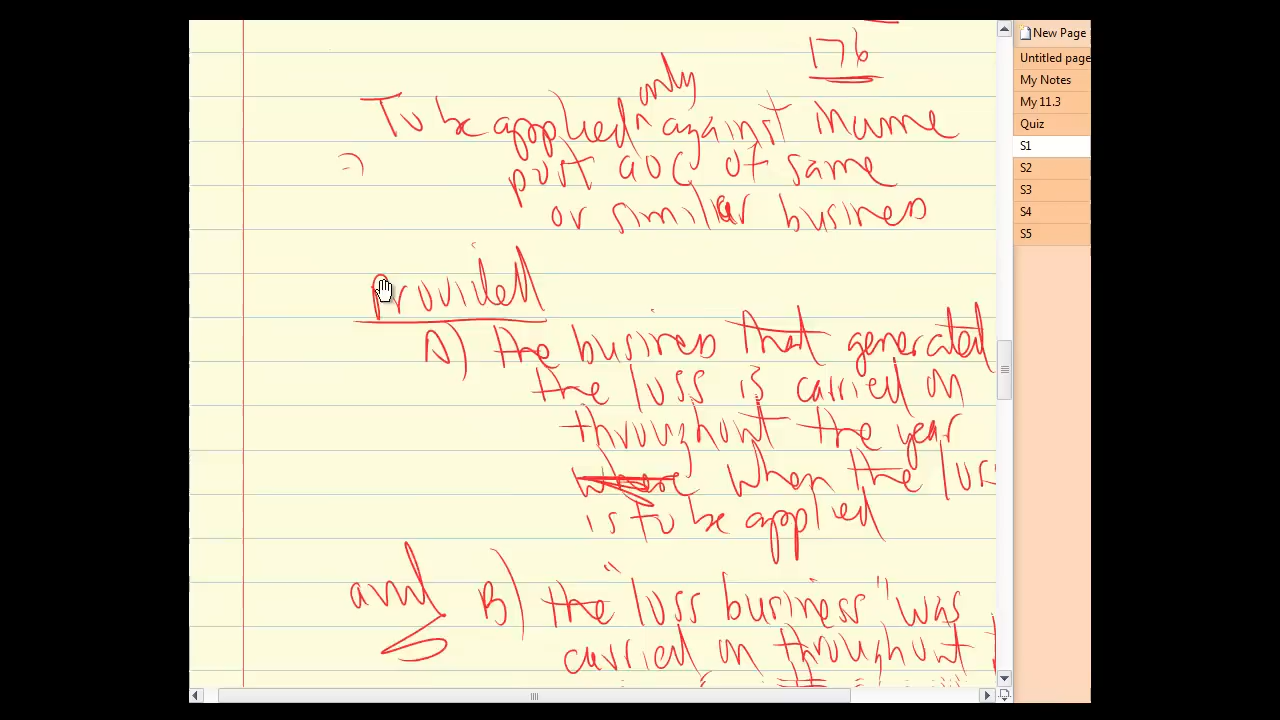 176
only
To be applied ^ against income
=) post AOC of same
or similar business
Provided
A) the business that generated
the loss is carried on
throughout the year
when the loss
is to be applied
and B) the "loss business" was
carried on throughout
New Page
Untitled page
My Notes
My 11.3
Quiz
S1
S2
S3
S4
S5